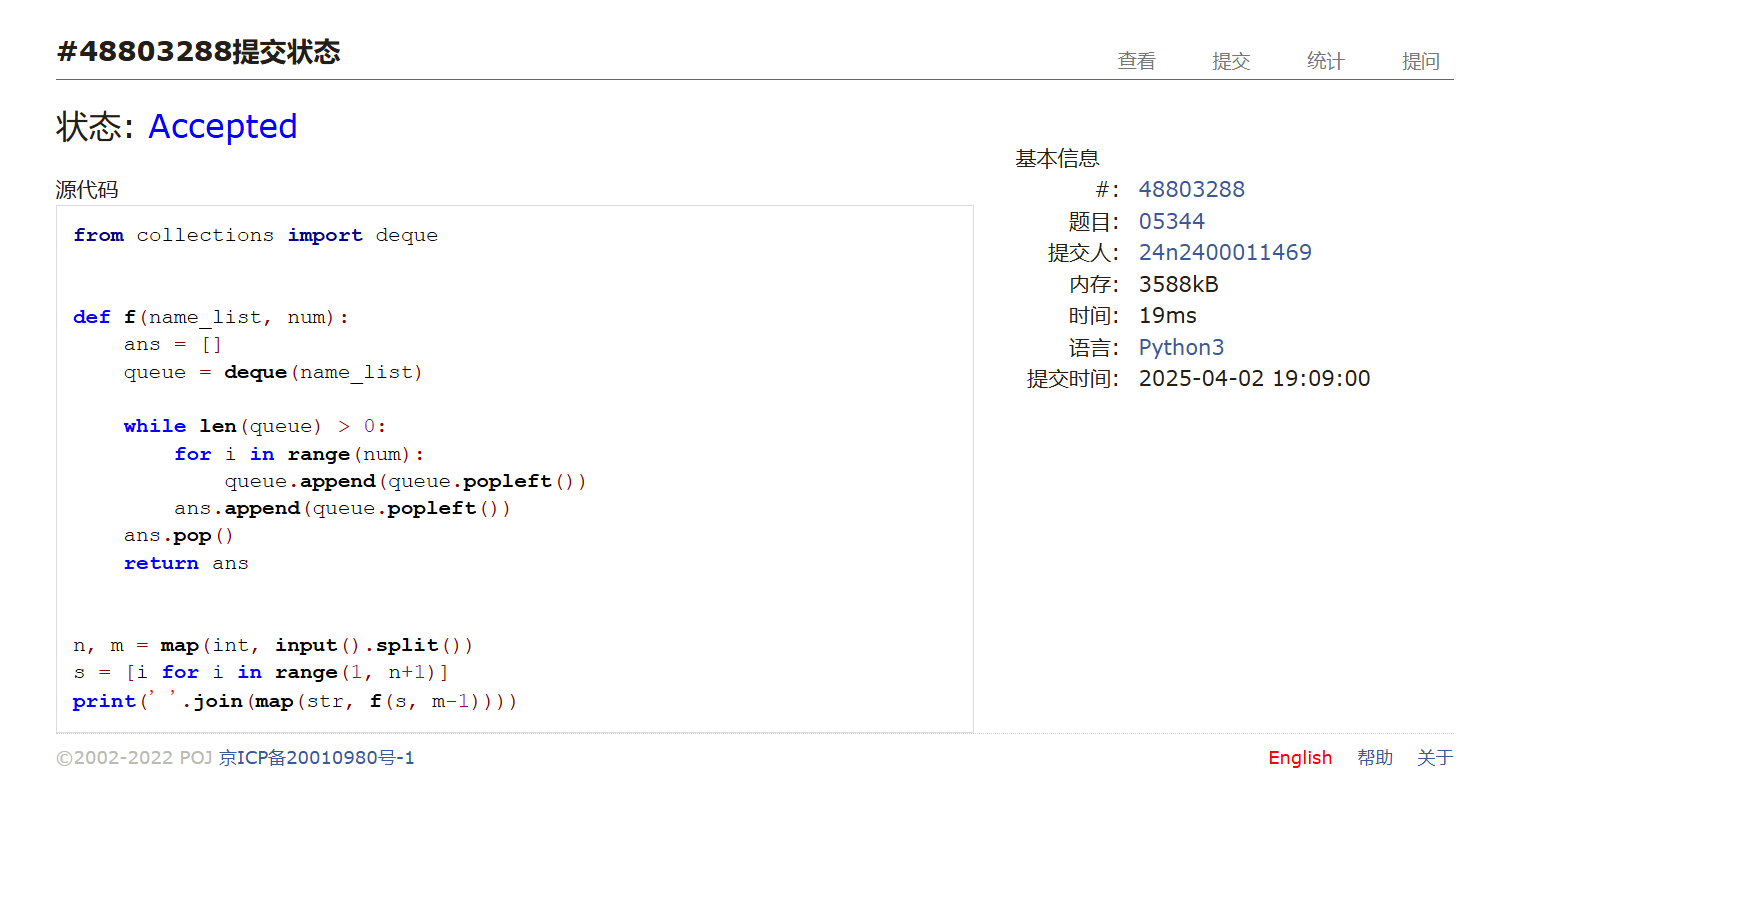 #48803288提交状态
查看 提交 统计 提问
状态: Accepted
源代码
from collections import deque
def f(name_list, num):
    ans = []
    queue = deque(name_list)
    while len(queue) > 0:
        for i in range(num):
            queue.append(queue.popleft())
        ans.append(queue.popleft())
    ans.pop()
    return ans
n, m = map(int, input().split())
s = [i for i in range(1, n+1)]
print(' '.join(map(str, f(s, m-1))))
基本信息
#: 48803288
题目: 05344
提交人: 24n2400011469
内存: 3588kB
时间: 19ms
语言: Python3
提交时间: 2025-04-02 19:09:00
©2002-2022 POJ 京ICP备20010980号-1
English 帮助 关于